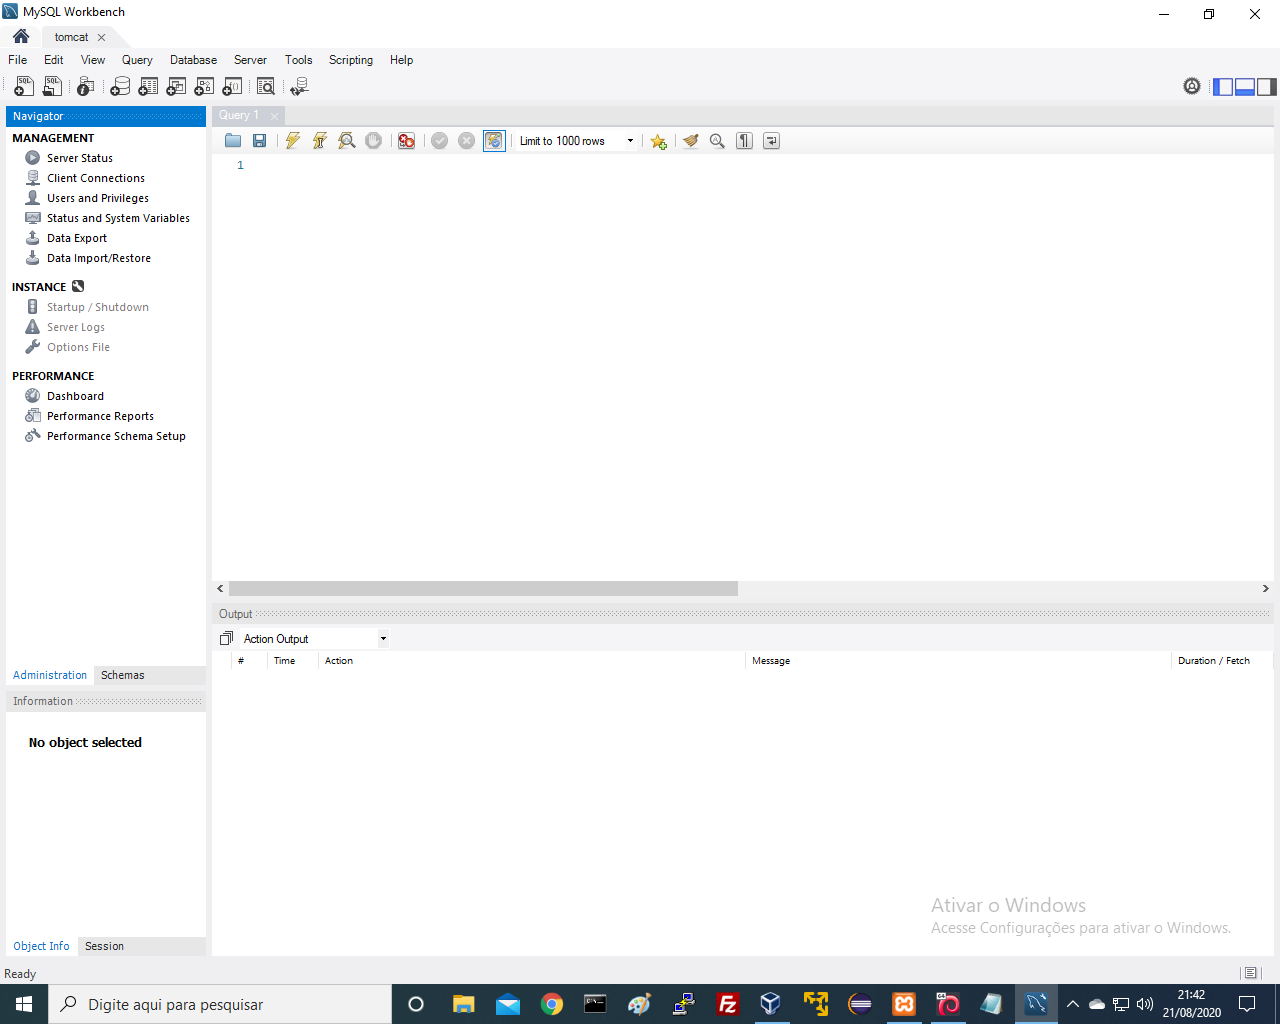 MySQL Workbench
tomcat
File Edit View Query Database Server Tools Scripting Help
Navigator
MANAGEMENT
Server Status
Client Connections
Users and Privileges
Status and System Variables
Data Export
Data Import/Restore
INSTANCE
Startup / Shutdown
Server Logs
Options File
PERFORMANCE
Dashboard
Performance Reports
Performance Schema Setup
Administration Schemas
Information
No object selected
Object Info Session
Query 1
Limit to 1000 rows
1
Output
Action Output
# Time Action Message Duration / Fetch
Ativar o Windows
Acesse Configurações para ativar o Windows.
Ready
Digite aqui para pesquisar
21:42
21/08/2020